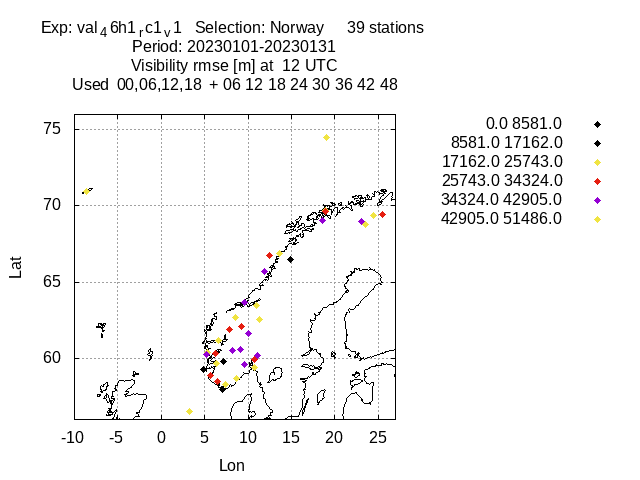 Exp: val4 6h1rc1v1 Selection: Norway 39 stations
Period: 20230101-20230131
Visibility rmse [m] at 12 UTC
Used 00,06,12,18 + 06 12 18 24 30 36 42 48
0.0 8581.0
8581.0 17162.0
17162.0 25743.0
25743.0 34324.0
34324.0 42905.0
42905.0 51486.0
75
70
65
60
Lat
-10 -5 0 5 10 15 20 25
Lon